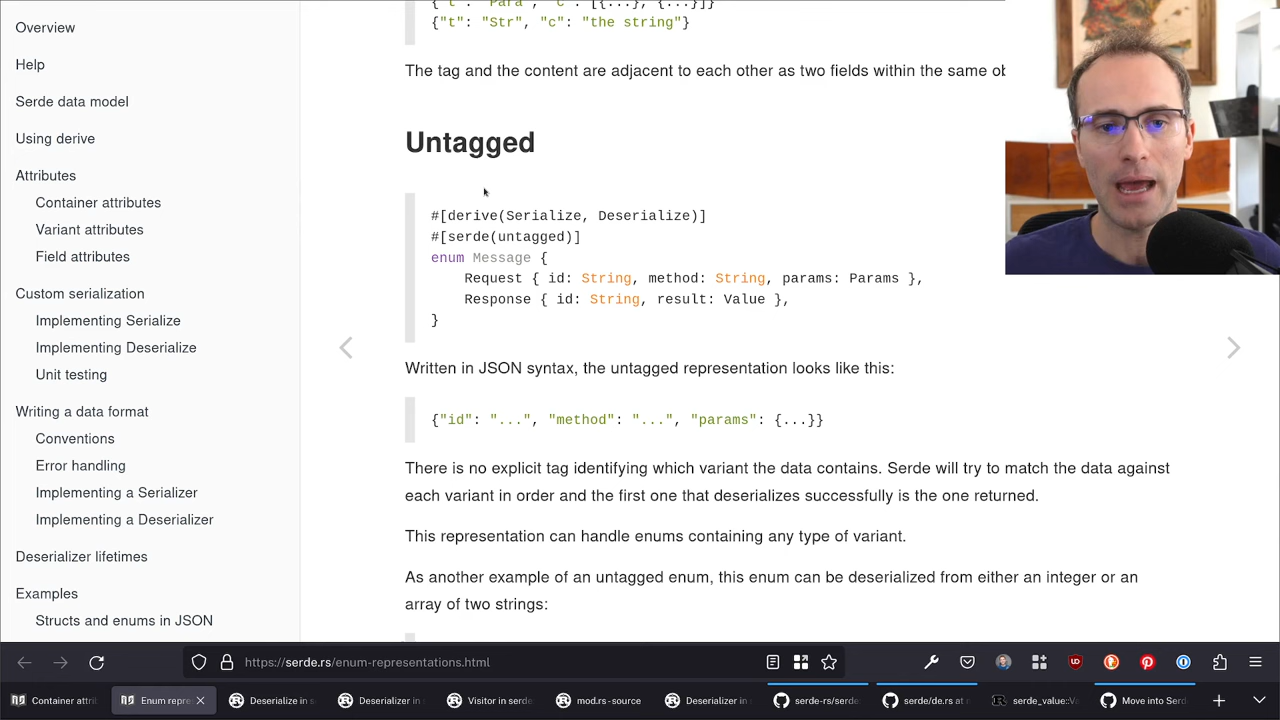 Overview
Help
Serde data model
Using derive
Attributes
Container attributes
Variant attributes
Field attributes
Custom serialization
Implementing Serialize
Implementing Deserialize
Unit testing
Writing a data format
Conventions
Error handling
Implementing a Serializer
Implementing a Deserializer
Deserializer lifetimes
Examples
Structs and enums in JSON
{"t": "Para", "c": [{...}, {...}]}
{"t": "Str", "c": "the string"}
The tag and the content are adjacent to each other as two fields within the same ob
Untagged
#[derive(Serialize, Deserialize)]
#[serde(untagged)]
enum Message {
Request { id: String, method: String, params: Params },
Response { id: String, result: Value },
}
Written in JSON syntax, the untagged representation looks like this:
{"id": "...", "method": "...", "params": {...}}
There is no explicit tag identifying which variant the data contains. Serde will try to match the data against
each variant in order and the first one that deserializes successfully is the one returned.
This representation can handle enums containing any type of variant.
As another example of an untagged enum, this enum can be deserialized from either an integer or an
array of two strings:
https://serde.rs/enum-representations.html
Container attri
Enum repre
Deserialize in s
Deserializer in
Visitor in serde
mod.rs - source
Deserializer in
serde-rs/serde
serde/de.rs at
serde_value::V
Move into Serd